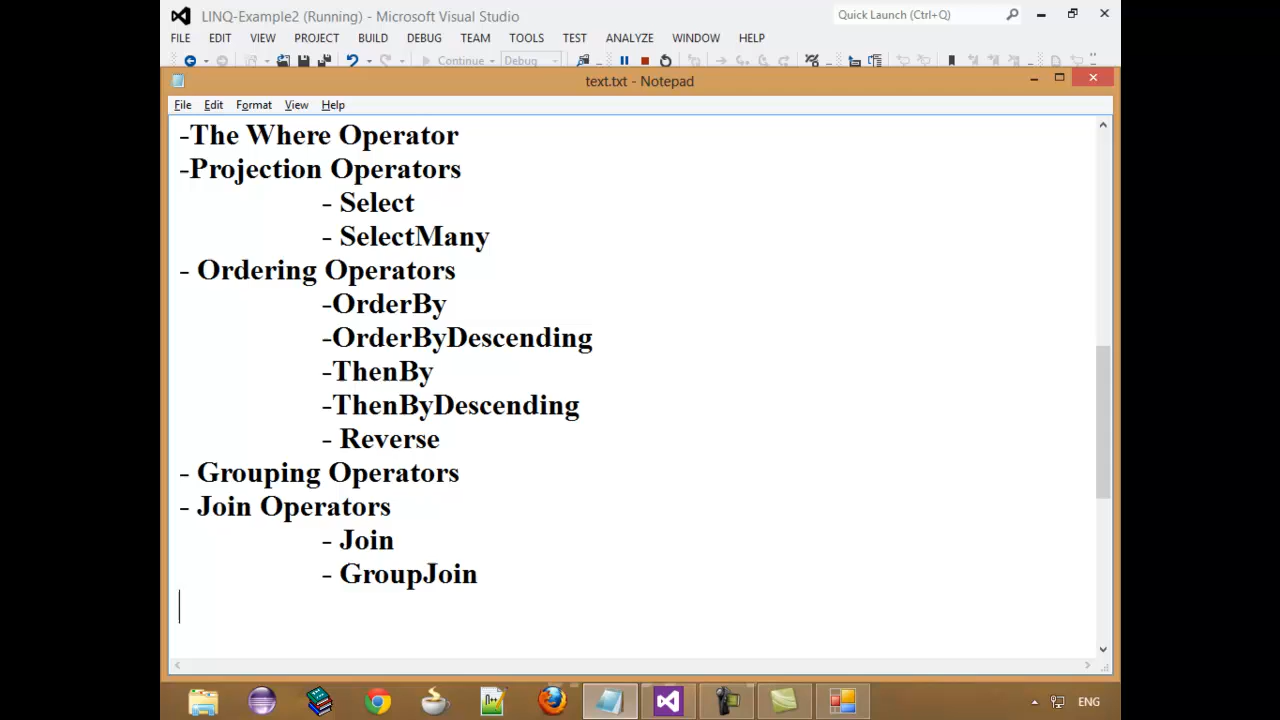 LINQ-Example2 (Running) - Microsoft Visual Studio
Quick Launch (Ctrl+Q)
FILE EDIT VIEW PROJECT BUILD DEBUG TEAM TOOLS TEST ANALYZE WINDOW HELP
Continue Debug
text.txt - Notepad
File Edit Format View Help
-The Where Operator
-Projection Operators
- Select
- SelectMany
- Ordering Operators
-OrderBy
-OrderByDescending
-ThenBy
-ThenByDescending
- Reverse
- Grouping Operators
- Join Operators
- Join
- GroupJoin
ENG